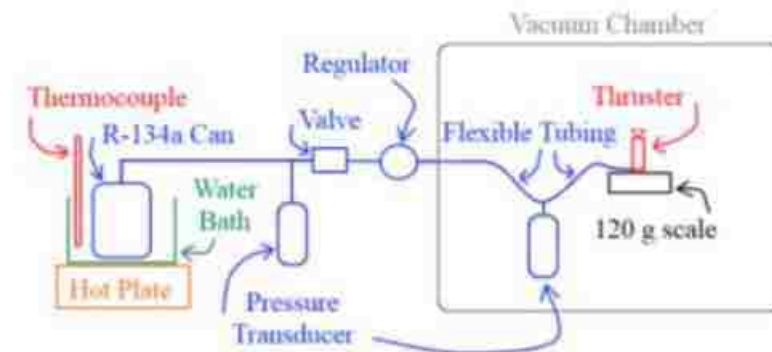 Vacuum Chamber
Regulator
Thermocouple
Thruster
R-134a Can
Valve
Flexible Tubing
Water
Bath
120 g scale
Hot Plate
Pressure
Transducer